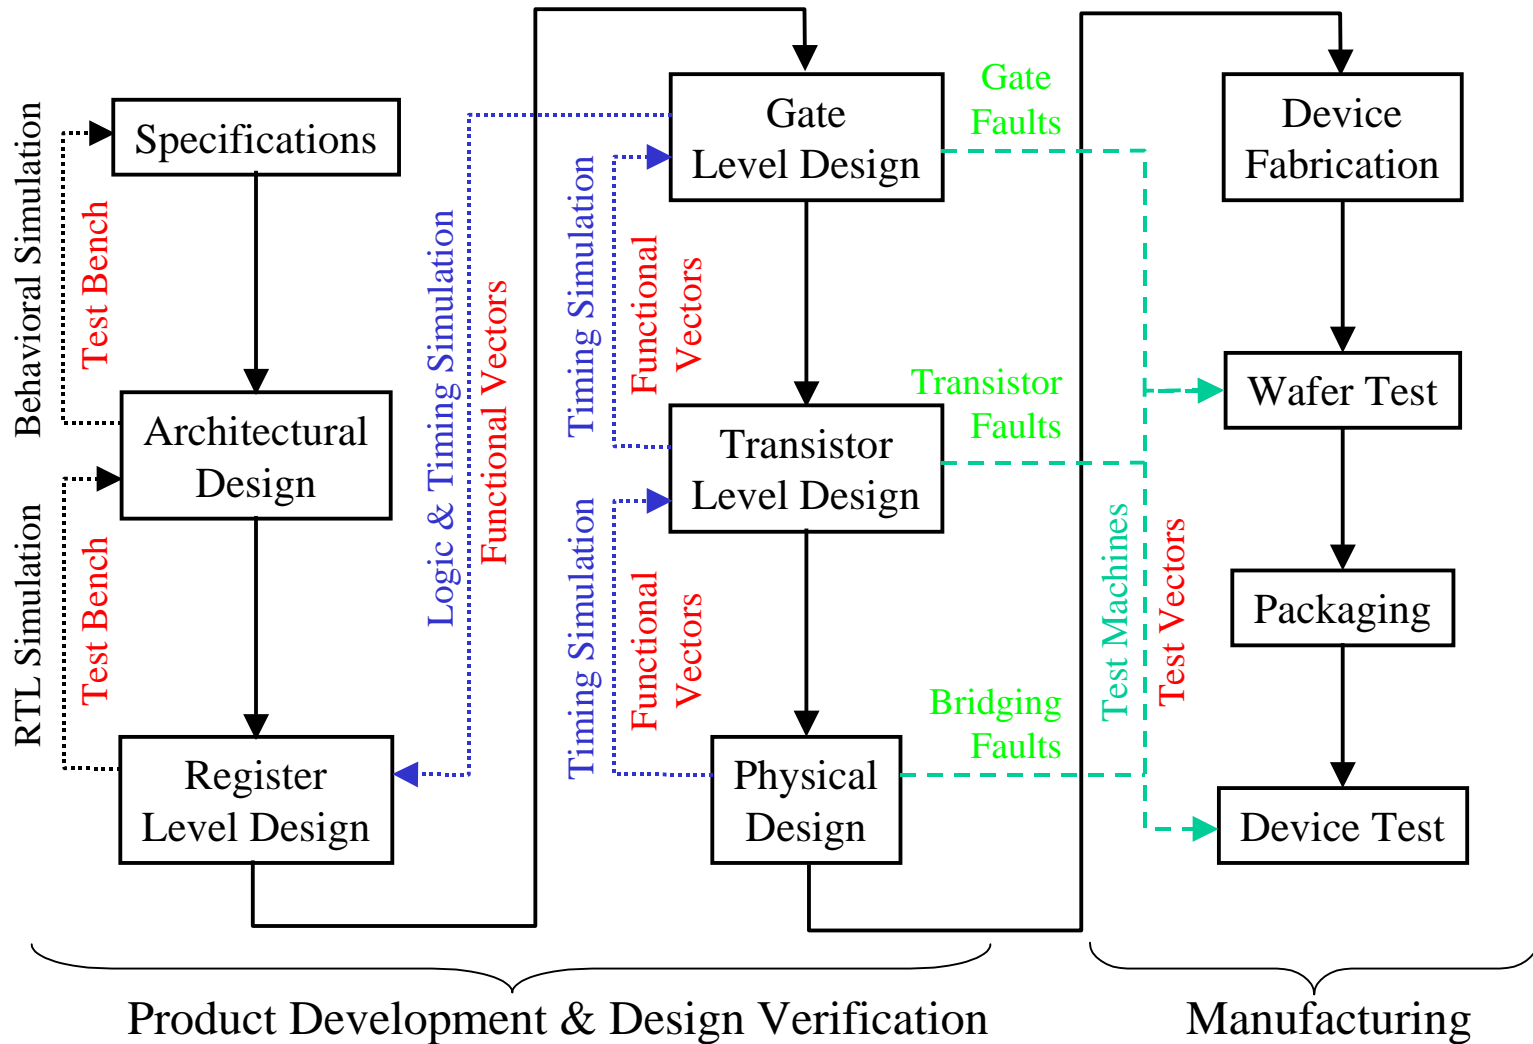 Behavioral Simulation
Test Bench
Specifications
Architectural
Design
RTL Simulation
Test Bench
Register
Level Design
Logic & Timing Simulation
Functional Vectors
Gate
Level Design
Timing Simulation
Functional
Vectors
Transistor
Level Design
Timing Simulation
Functional
Vectors
Physical
Design
Gate
Faults
Transistor
Faults
Bridging
Faults
Test Machines
Test Vectors
Device
Fabrication
Wafer Test
Packaging
Device Test
Product Development & Design Verification
Manufacturing